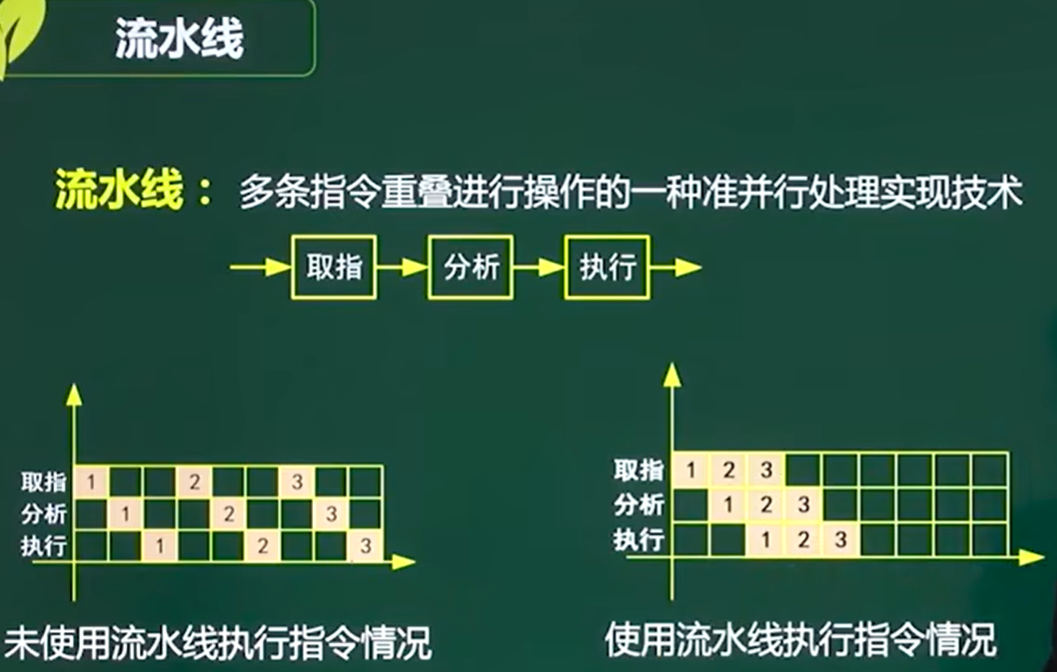 流水线
流水线：多条指令重叠进行操作的一种准并行处理实现技术
取指 分析 执行
取指 1 2 3
分析 1 2 3
执行 1 2 3
未使用流水线执行指令情况
取指 1 2 3
分析 1 2 3
执行 1 2 3
使用流水线执行指令情况